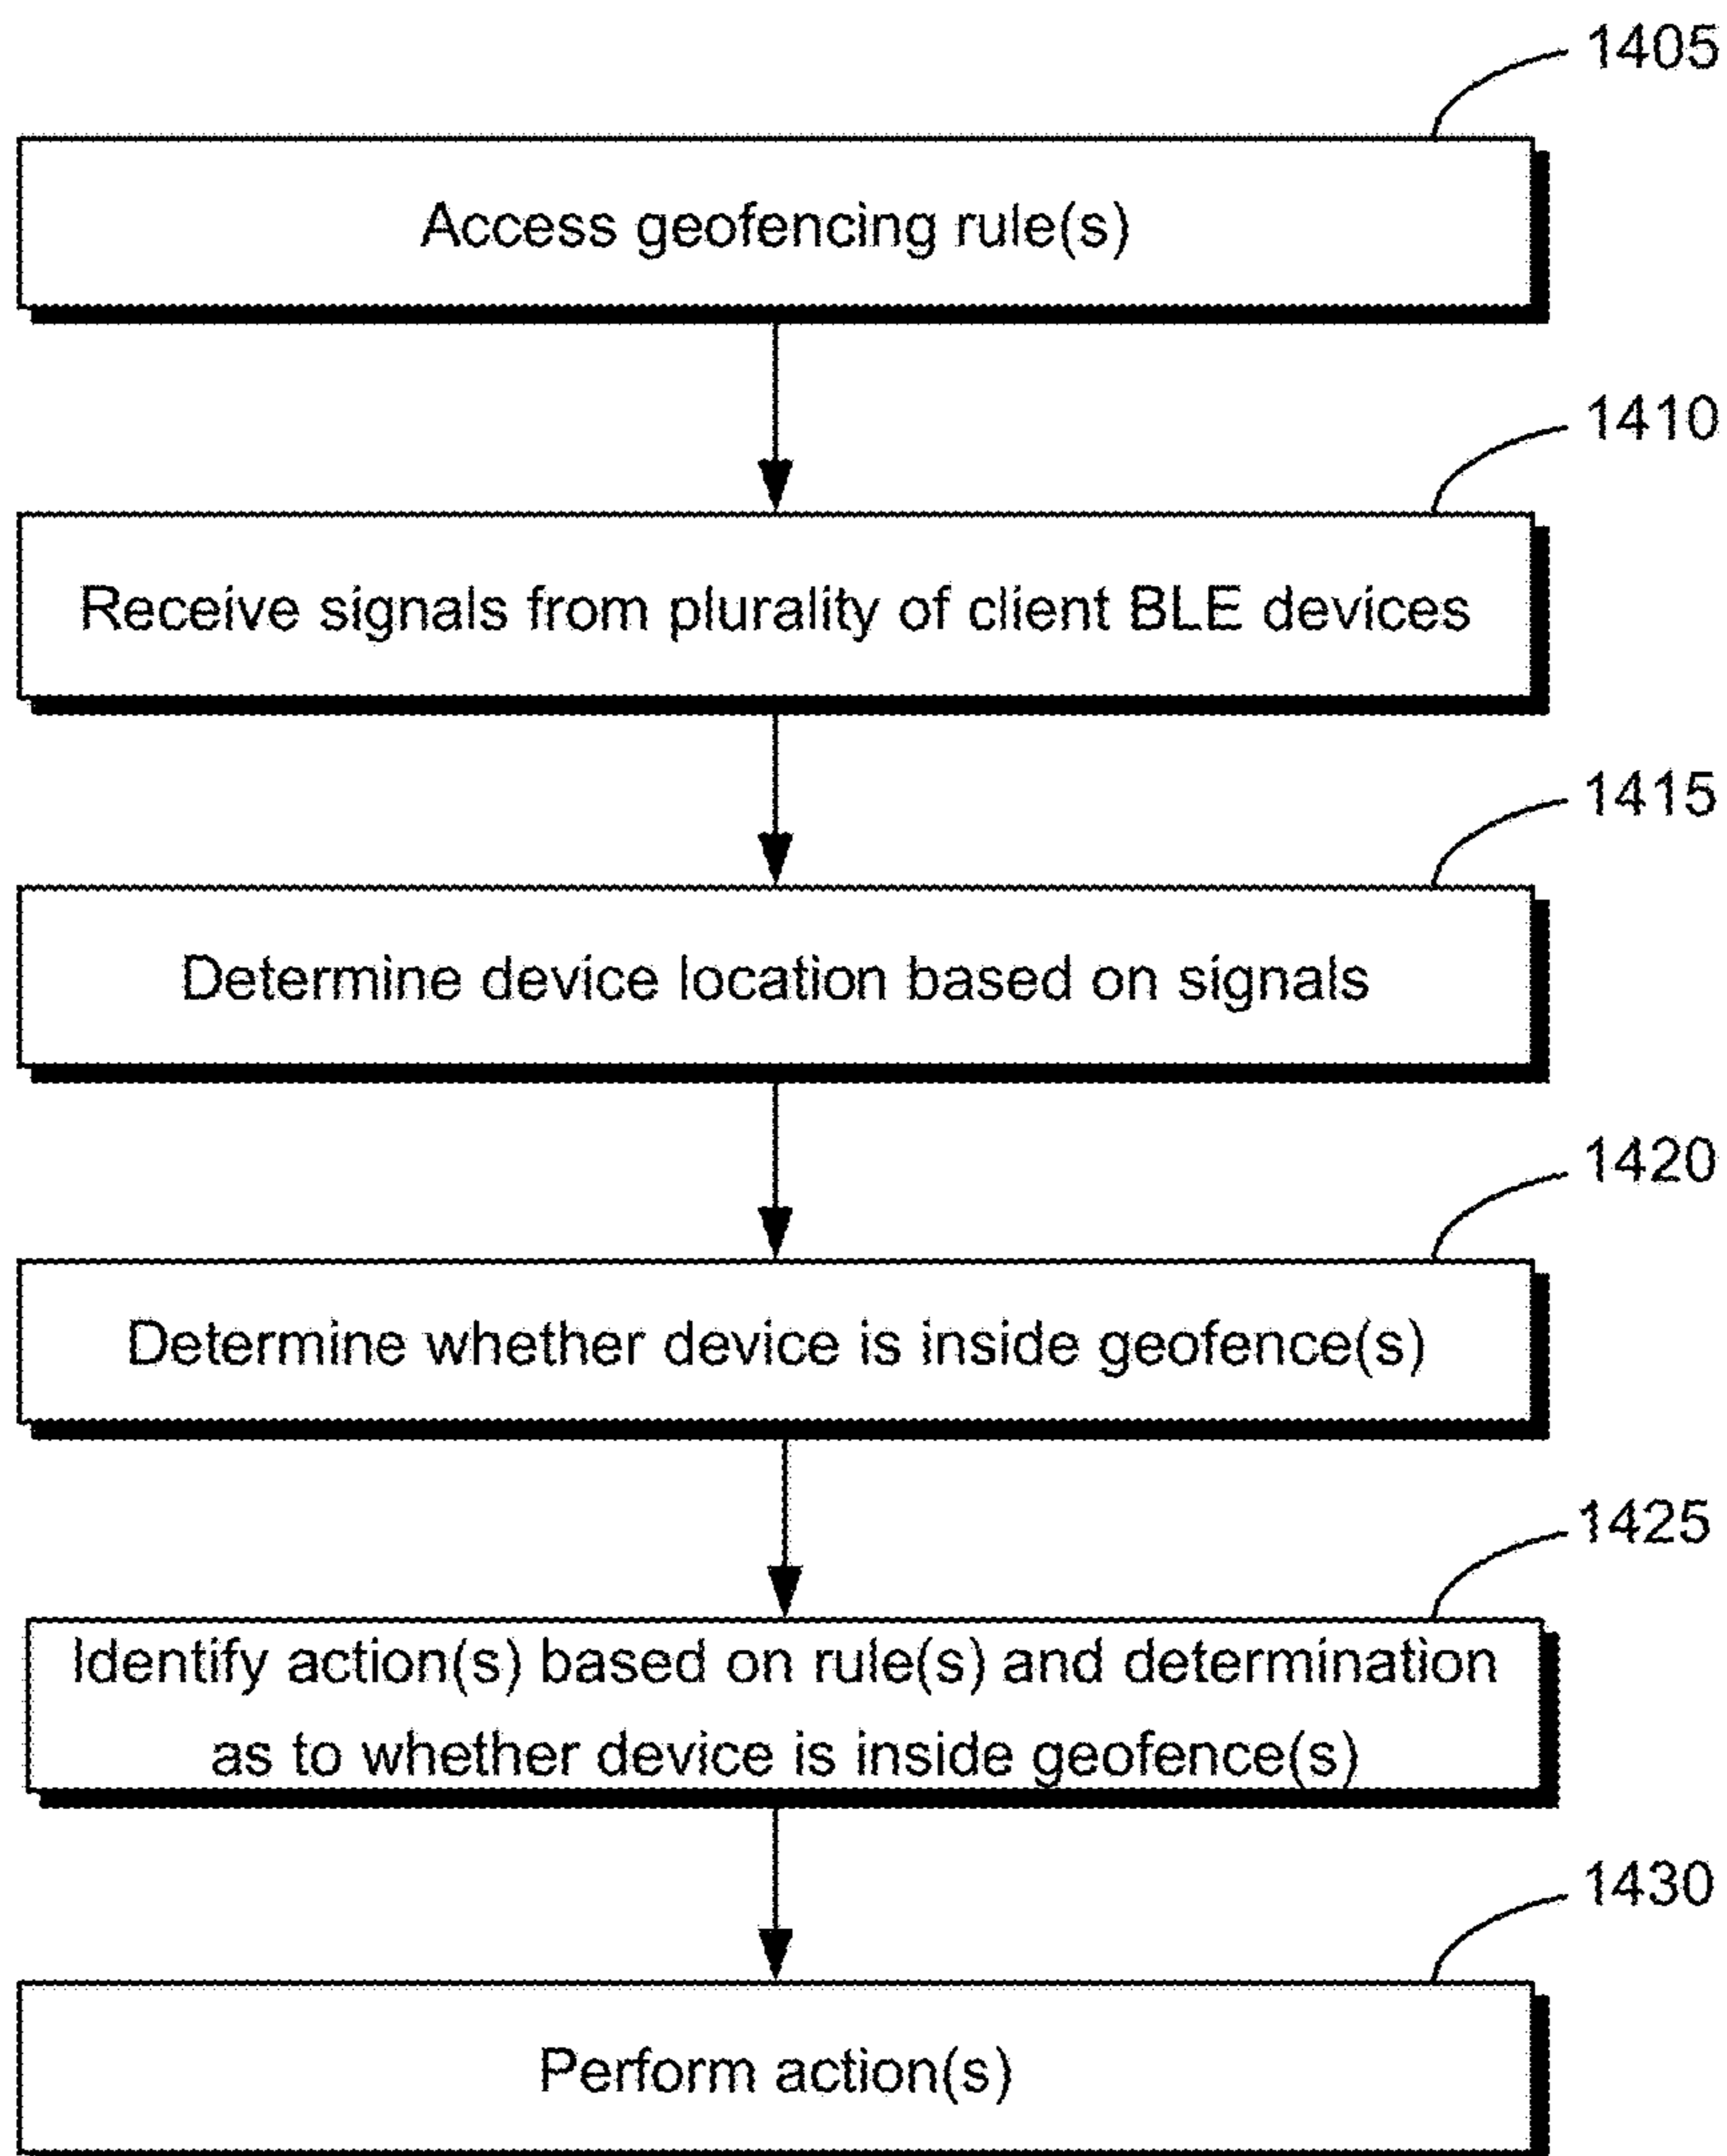 1405
Access geofencing rule(s)
1410
Receive signals from plurality of client BLE devices
1415
Determine device location based on signals
1420
Determine whether device is inside geofence(s)
1425
Identify action(s) based on rule(s) and determination
as to whether device is inside geofence(s)
1430
Perform action(s)